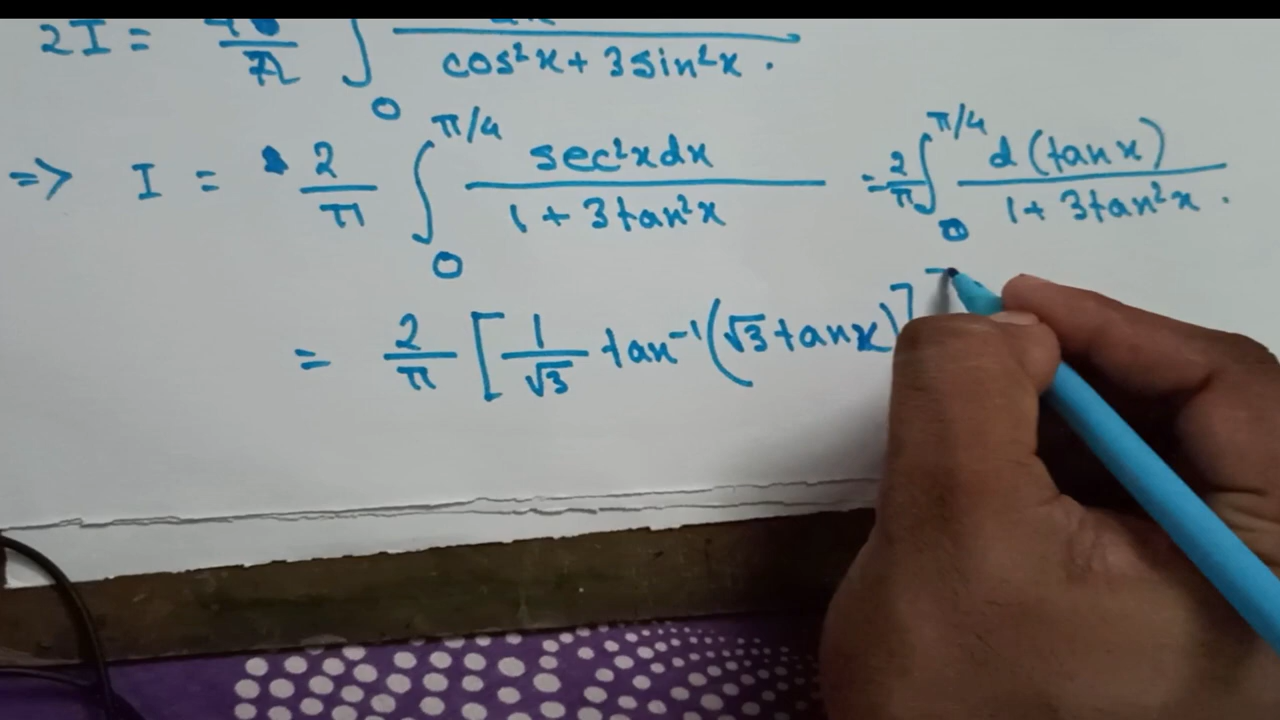 2I = /π ∫0 / cos²x + 3sin²x .
=> I = 2/π ∫0^π/4 sec²x dx / 1 + 3tan²x = 2/π ∫0^π/4 d(tan x) / 1 + 3tan²x .
= 2/π [ 1/√3 tan⁻¹(√3 tan x) ]